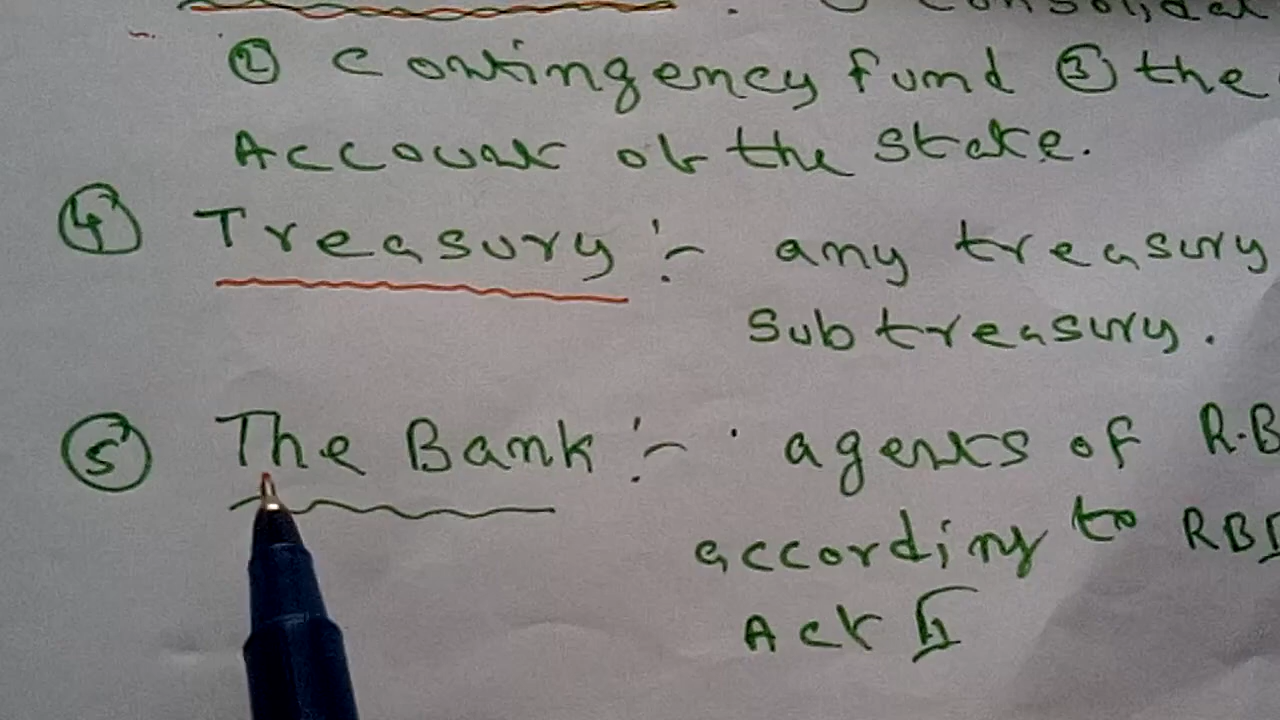 ② Contingency fund ③ the
Account of the state.
④ Treasury :- any treasury
Subtreasury.
⑤ The Bank :- agents of R.B
according to RBI
Act II